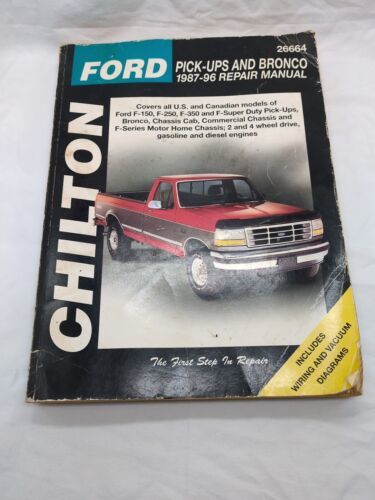 26664
FORD
PICK-UPS AND BRONCO
1987-96 REPAIR MANUAL
Covers all U.S. and Canadian models of
Ford F-150, F-250, F-350 and F-Super Duty Pick-Ups,
Bronco, Chassis Cab, Commercial Chassis and
F-Series Motor Home Chassis; 2 and 4 wheel drive,
gasoline and diesel engines
CHILTON
INCLUDES
WIRING AND VACUUM
DIAGRAMS
The First Step In Repair